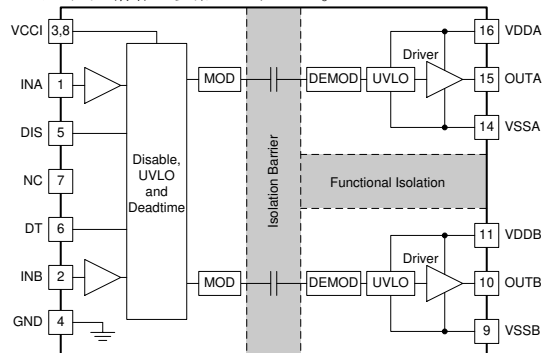 VCCI 3,8
16 VDDA
Driver
INA 1
MOD
DEMOD
UVLO
15 OUTA
DIS 5
14 VSSA
Disable,
UVLO
and
Deadtime
Isolation Barrier
NC 7
Functional Isolation
DT 6
11 VDDB
Driver
INB 2
MOD
DEMOD
UVLO
10 OUTB
GND 4
9 VSSB